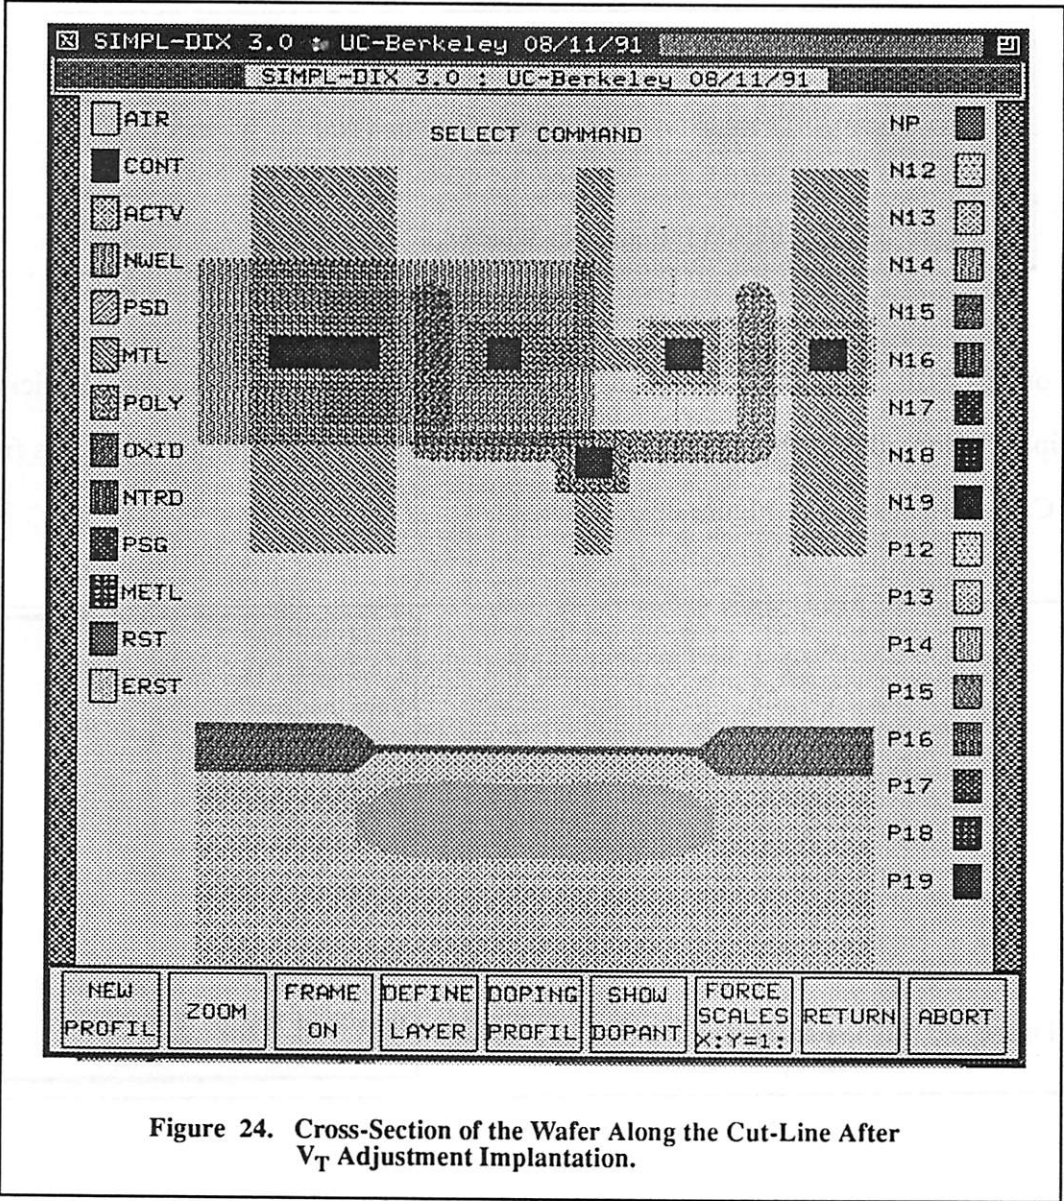 SIMPL-DIX 3.0 : UC-Berkeley 08/11/91
SIMPL-DIX 3.0 : UC-Berkeley 08/11/91
SELECT COMMAND
AIR
CONT
ACTV
NWEL
PSD
MTL
POLY
OXID
NTRD
PSG
METL
RST
ERST
NP
N12
N13
N14
N15
N16
N17
N18
N19
P12
P13
P14
P15
P16
P17
P18
P19
NEW PROFIL
ZOOM
FRAME ON
DEFINE LAYER
DOPING PROFIL
SHOW DOPANT
FORCE SCALES X:Y=1:
RETURN
ABORT
Figure 24. Cross-Section of the Wafer Along the Cut-Line After
V_T Adjustment Implantation.